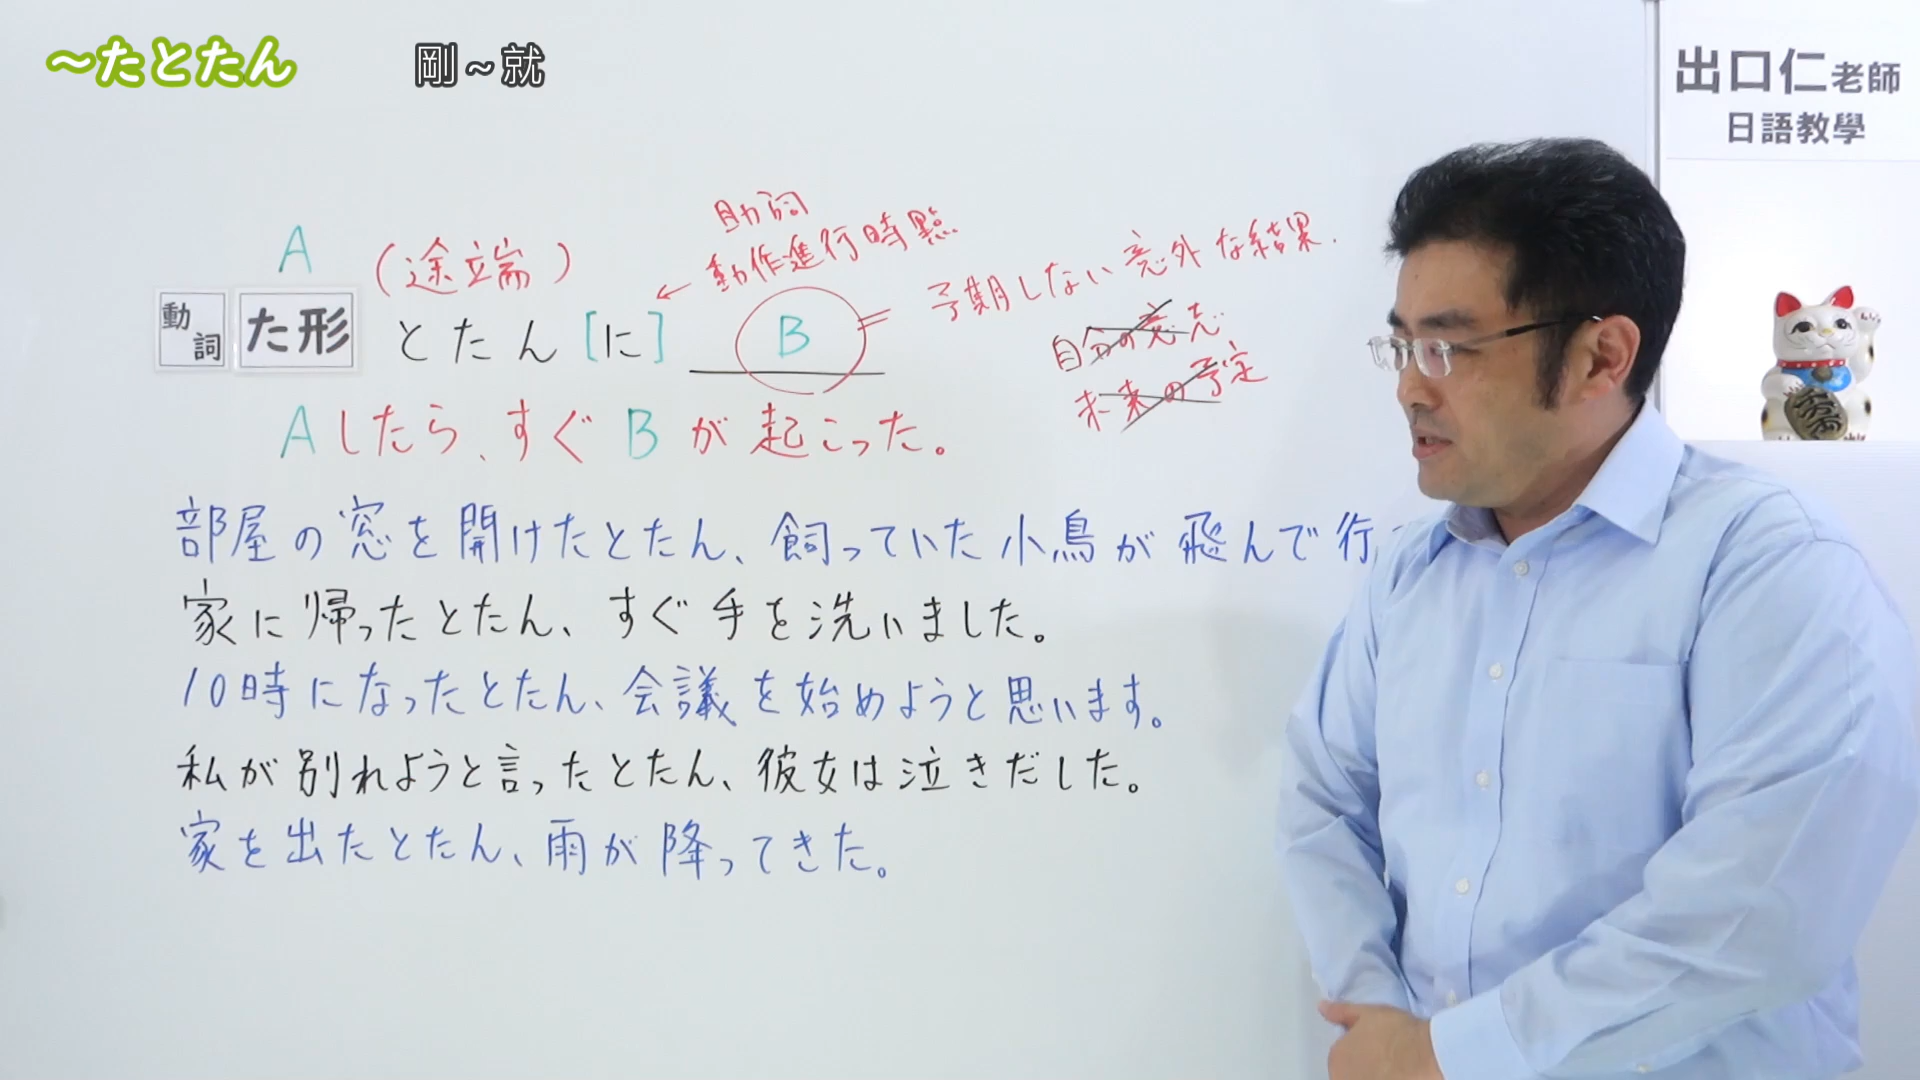 ～たとたん 剛～就
出口仁老師
日語教學
助詞
動作進行時點
A (途端)
予期しない意外な結果.
動詞 た形 とたん[に] B
自分の意志
未来の予定
Aしたら、すぐBが起こった。
部屋の窓を開けたとたん、飼っていた小鳥が飛んで行
家に帰ったとたん、すぐ手を洗いました。
10時になったとたん、会議を始めようと思います。
私が別れようと言ったとたん、彼女は泣きだした。
家を出たとたん、雨が降ってきた。